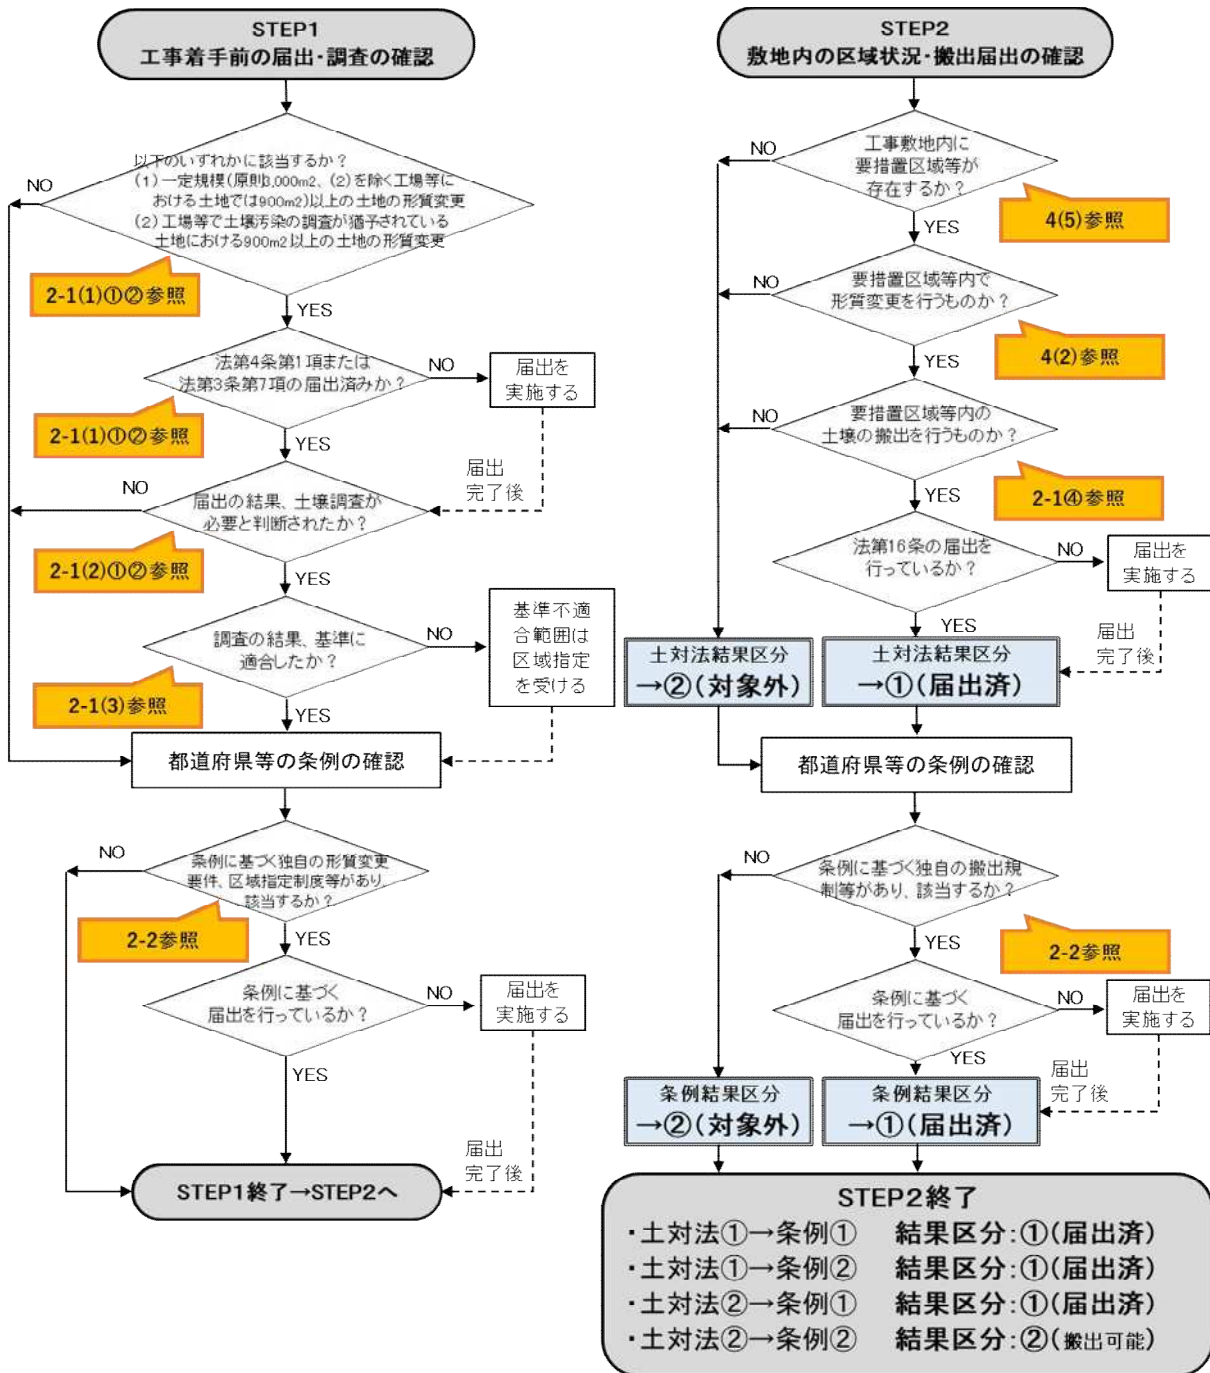 STEP1
工事着手前の届出・調査の確認
以下のいずれかに該当するか?
(1)一定規模(原則3,000m2、(2)を除く工場等に
おける土地では900m2)以上の土地の形質変更
(2)工場等で土壌汚染の調査が猶予されている
土地における900m2以上の土地の形質変更
NO
2-1(1)①②参照
YES
法第4条第1項または
法第3条第7項の届出済みか?
NO
届出を
実施する
2-1(1)①②参照
YES
届出
完了後
NO
届出の結果、土壌調査が
必要と判断されたか?
2-1(2)①②参照
YES
調査の結果、基準に
適合したか?
NO
基準不適
合範囲は
区域指定
を受ける
2-1(3)参照
YES
都道府県等の条例の確認
NO
条例に基づく独自の形質変更
要件、区域指定制度等があり、
該当するか?
2-2参照
YES
条例に基づく
届出を行っているか?
NO
届出を
実施する
YES
届出
完了後
STEP1終了→STEP2へ
STEP2
敷地内の区域状況・搬出届出の確認
NO
工事敷地内に
要措置区域等が
存在するか?
4(5)参照
YES
NO
要措置区域等内で
形質変更を行うものか?
4(2)参照
YES
NO
要措置区域等内の
土壌の搬出を行うものか?
2-1④参照
YES
法第16条の届出を
行っているか?
NO
届出を
実施する
YES
届出
完了後
土対法結果区分
→②(対象外)
土対法結果区分
→①(届出済)
都道府県等の条例の確認
NO
条例に基づく独自の搬出規
制等があり、該当するか?
2-2参照
YES
条例に基づく
届出を行っているか?
NO
届出を
実施する
YES
届出
完了後
条例結果区分
→②(対象外)
条例結果区分
→①(届出済)
STEP2終了
・土対法①→条例① 結果区分:①(届出済)
・土対法①→条例② 結果区分:①(届出済)
・土対法②→条例① 結果区分:①(届出済)
・土対法②→条例② 結果区分:②(搬出可能)